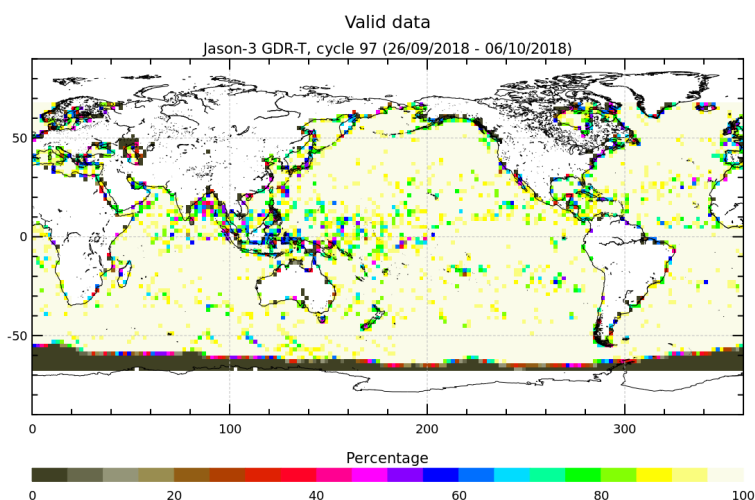 Valid data
Jason-3 GDR-T, cycle 97 (26/09/2018 - 06/10/2018)
50
0
-50
0 100 200 300
Percentage
0 20 40 60 80 100